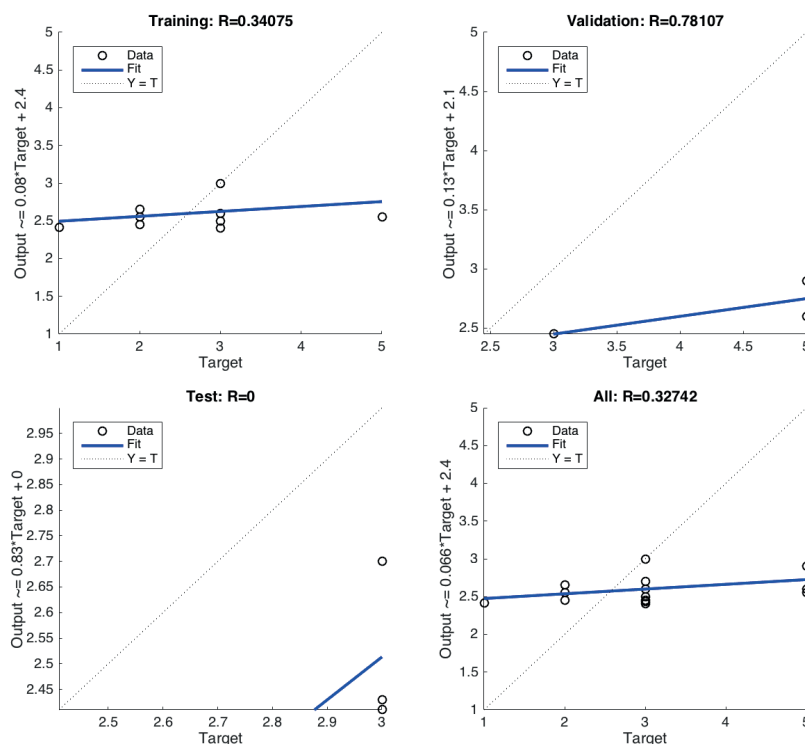 Training: R=0.34075
Output ~= 0.08*Target + 2.4
5
4.5
4
3.5
3
2.5
2
1.5
1
Data
Fit
Y = T
1
2
3
4
5
Target
Validation: R=0.78107
Output ~= 0.13*Target + 2.1
5
4.5
4
3.5
3
2.5
Data
Fit
Y = T
2.5
3
3.5
4
4.5
5
Target
Test: R=0
Output ~= 0.83*Target + 0
2.95
2.9
2.85
2.8
2.75
2.7
2.65
2.6
2.55
2.5
2.45
Data
Fit
Y = T
2.5
2.6
2.7
2.8
2.9
3
Target
All: R=0.32742
Output ~= 0.066*Target + 2.4
5
4.5
4
3.5
3
2.5
2
1.5
1
Data
Fit
Y = T
1
2
3
4
5
Target